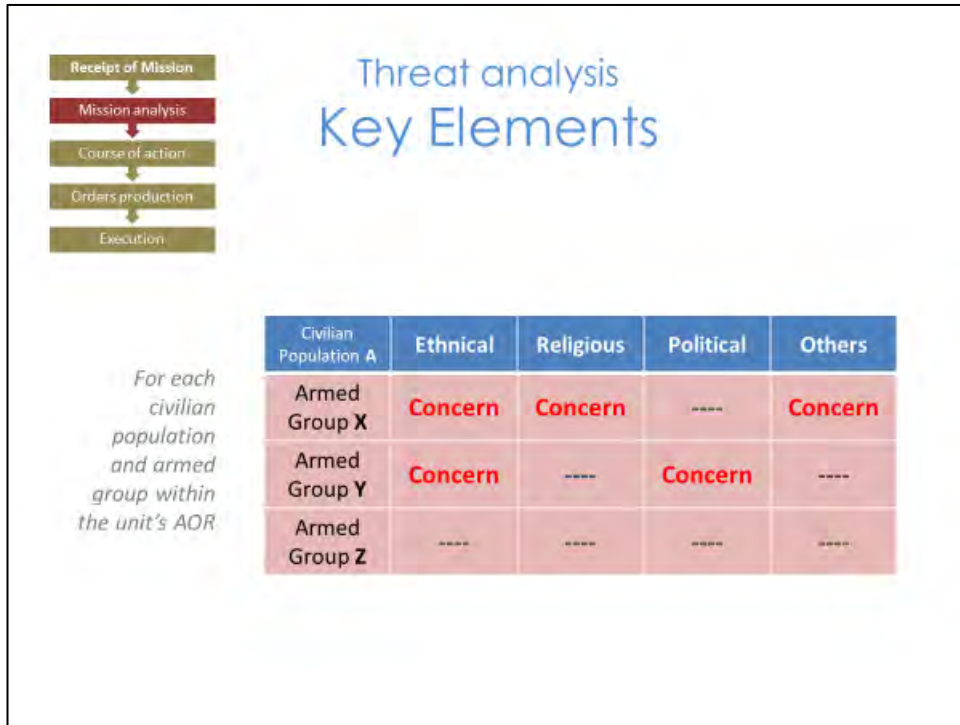 Receipt of Mission
Mission analysis
Course of action
Orders production
Execution
Threat analysis
Key Elements
For each
civilian
population
and armed
group within
the unit's AOR
Civilian
Population A
Ethnical
Religious
Political
Others
Armed
Group X
Concern
Concern
----
Concern
Armed
Group Y
Concern
----
Concern
----
Armed
Group Z
----
----
----
----